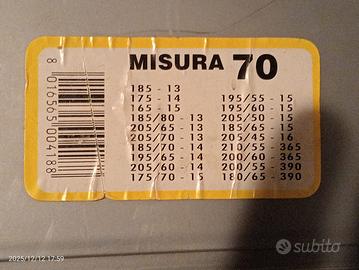 MISURA 70
185 - 13
175 - 14
165 - 15
185/80 - 13
205/65 - 13
205/70 - 13
185/70 - 14
195/65 - 14
205/60 - 14
175/70 - 15
195/55 - 15
195/60 - 15
205/50 - 15
185/65 - 15
205/45 - 16
210/55 - 365
200/60 - 365
200/55 - 390
180/65 - 390
8 016565 004188
2025/12/12 17:59
subito